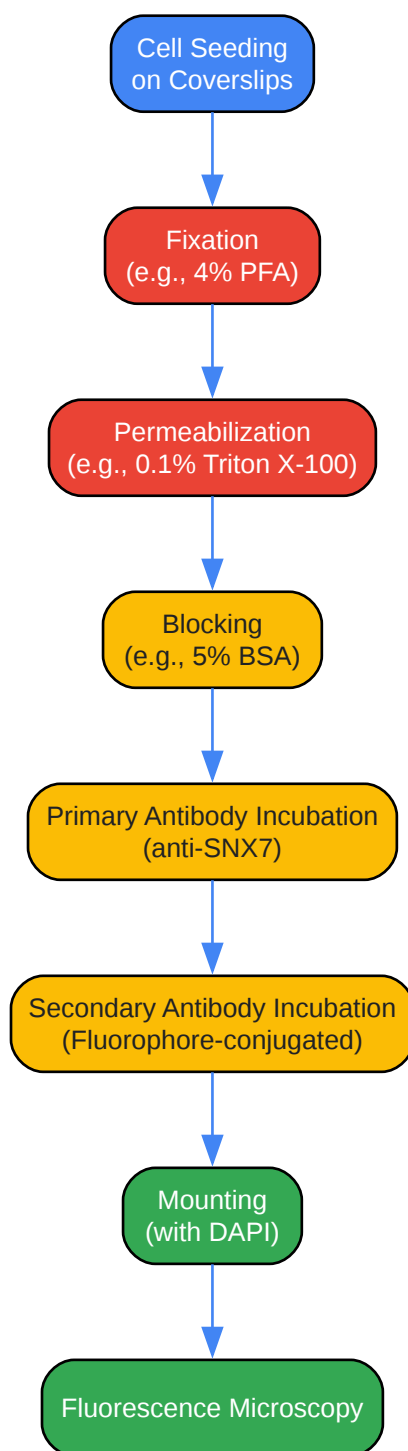 Cell Seeding
on Coverslips
Fixation
(e.g., 4% PFA)
Permeabilization
(e.g., 0.1% Triton X-100)
Blocking
(e.g., 5% BSA)
Primary Antibody Incubation
(anti-SNX7)
Secondary Antibody Incubation
(Fluorophore-conjugated)
Mounting
(with DAPI)
Fluorescence Microscopy